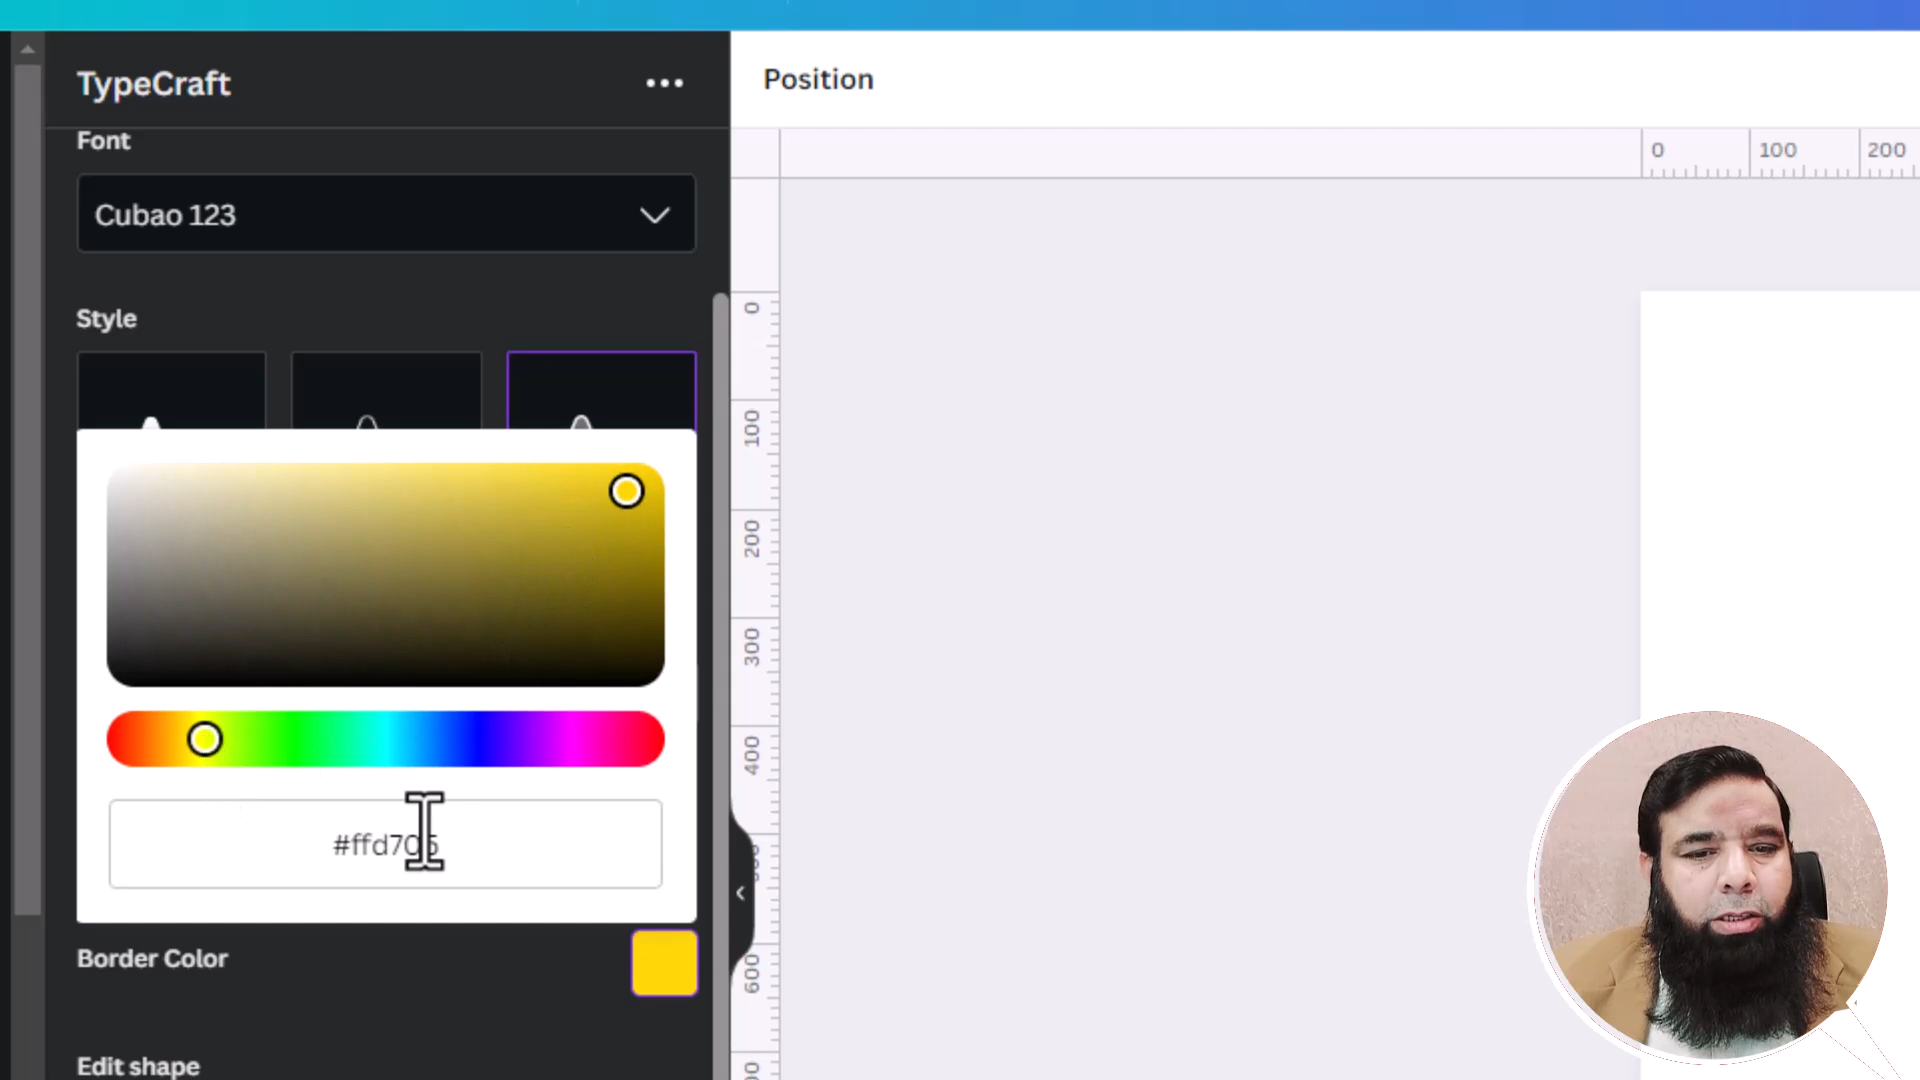 TypeCraft
Position
Font
0 100 200
Cubao 123
Style
0
100
200
300
400
600
#ffd705
Border Color
Edit shape